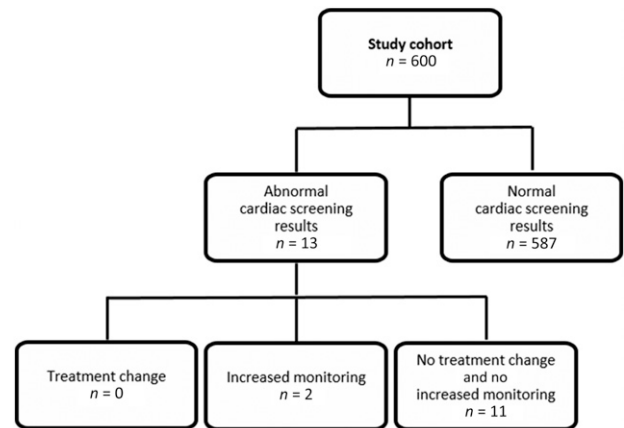 Study cohort
n = 600
Abnormal
cardiac screening
results
n = 13
Normal
cardiac screening
results
n = 587
Treatment change
n = 0
Increased monitoring
n = 2
No treatment change
and no
increased monitoring
n = 11